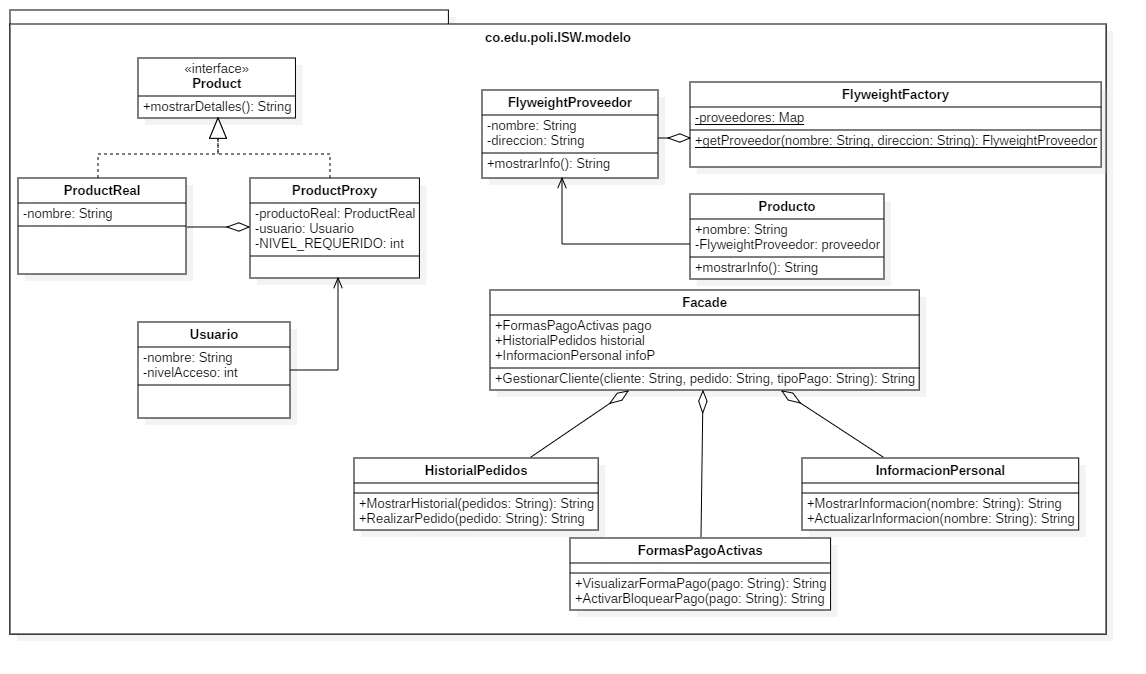 co.edu.poli.ISW.modelo
«interface»
Product
+mostrarDetalles(): String
ProductReal
-nombre: String
ProductProxy
-productoReal: ProductReal
-usuario: Usuario
-NIVEL_REQUERIDO: int
Usuario
-nombre: String
-nivelAcceso: int
FlyweightProveedor
-nombre: String
-direccion: String
+mostrarInfo(): String
FlyweightFactory
-proveedores: Map
+getProveedor(nombre: String, direccion: String): FlyweightProveedor
Producto
+nombre: String
-FlyweightProveedor: proveedor
+mostrarInfo(): String
Facade
+FormasPagoActivas pago
+HistorialPedidos historial
+InformacionPersonal infoP
+GestionarCliente(cliente: String, pedido: String, tipoPago: String): String
HistorialPedidos
+MostrarHistorial(pedidos: String): String
+RealizarPedido(pedido: String): String
FormasPagoActivas
+VisualizarFormaPago(pago: String): String
+ActivarBloquearPago(pago: String): String
InformacionPersonal
+MostrarInformacion(nombre: String): String
+ActualizarInformacion(nombre: String): String